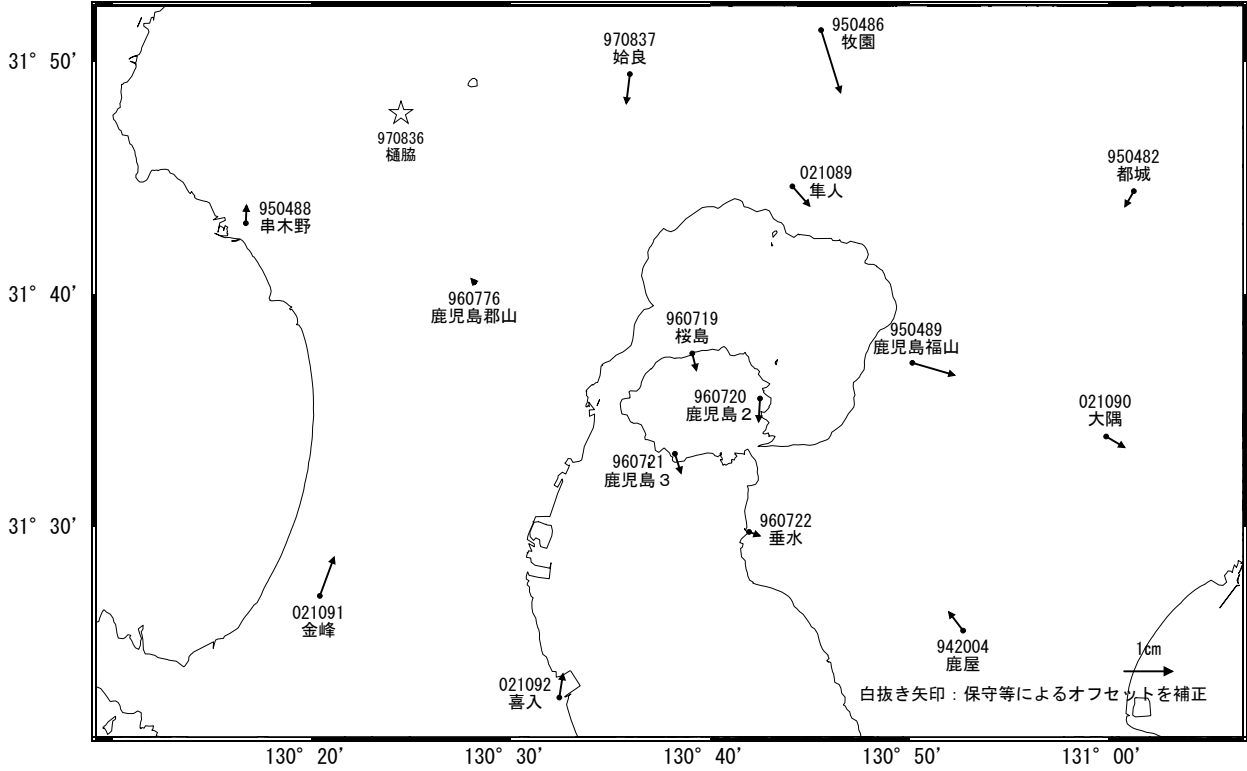 950486
牧園
970837
姶良
31° 50′
970836
樋脇
950482
都城
021089
隼人
950488
串木野
31° 40′
960776
鹿児島郡山
960719
桜島
950489
鹿児島福山
960720
鹿児島２
021090
大隅
960721
鹿児島３
31° 30′
960722
垂水
021091
金峰
942004
鹿屋
1cm
021092
喜入
白抜き矢印：保守等によるオフセットを補正
130° 20′
130° 30′
130° 40′
130° 50′
131° 00′